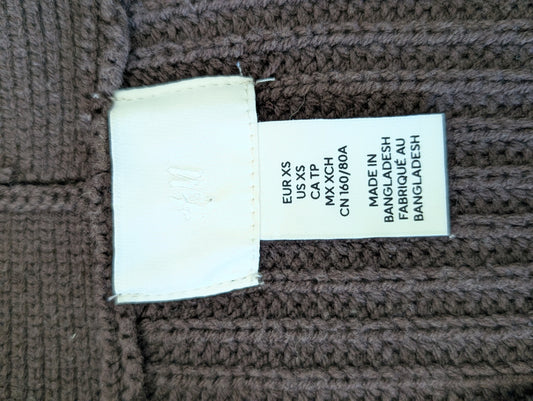 H&M
EUR XS
US XS
CA TP
MX XCH
CN 160/80A
MADE IN
BANGLADESH
FABRIQUÉ AU
BANGLADESH